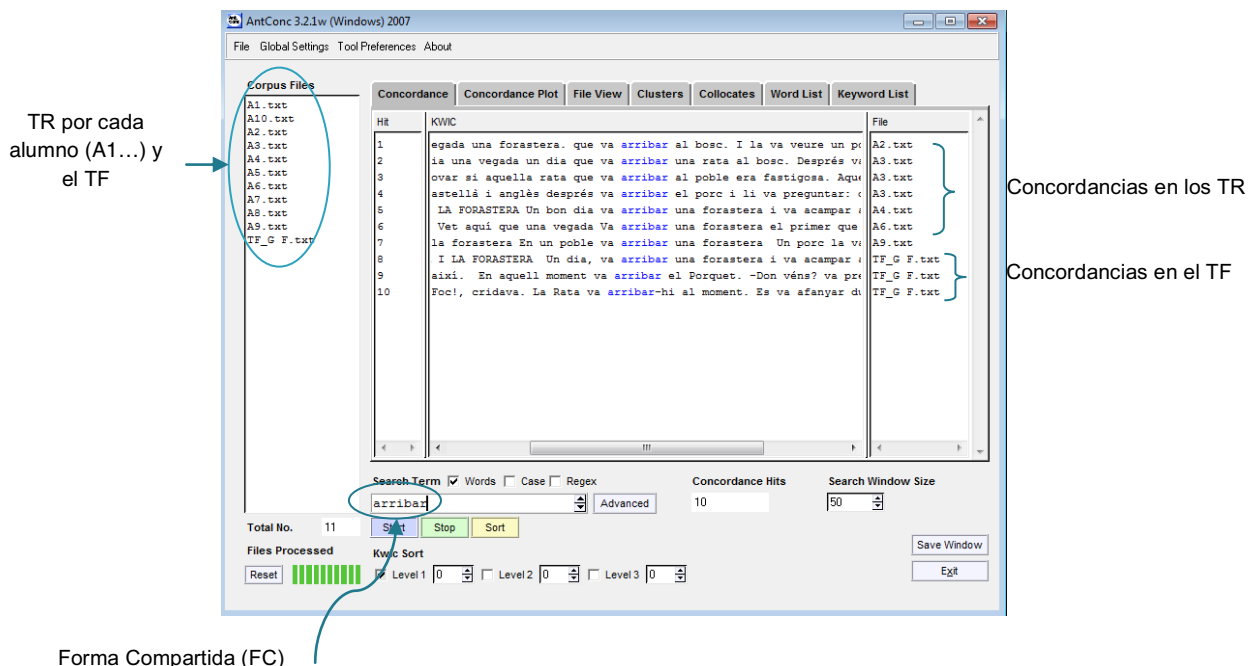 AntConc 3.2.1w (Windows) 2007
File Global Settings Tool Preferences About
Corpus Files
A1.txt
A10.txt
A2.txt
A3.txt
A4.txt
A5.txt
A6.txt
A7.txt
A8.txt
A9.txt
TF_G F.txt
TR por cada
alumno (A1...) y
el TF
Concordance Concordance Plot File View Clusters Collocates Word List Keyword List
Hit KWIC File
1 egada una forastera. que va arribar al bosc. I la va veure un po A2.txt
2 ia una vegada un dia que va arribar una rata al bosc. Després va A3.txt
3 ovar si aquella rata que va arribar al poble era fastigosa. Aque A3.txt
4 astellà i anglès després va arribar el porc i li va preguntar: A3.txt
5 LA FORASTERA Un bon dia va arribar una forastera i va acampar a A4.txt
6 Vet aquí que una vegada Va arribar una forastera el primer que A6.txt
7 la forastera En un poble va arribar una forastera Un porc la va A9.txt
8 I LA FORASTERA Un dia, va arribar una forastera i va acampar a TF_G F.txt
9 així. En aquell moment va arribar el Porquet. -Don véns? va pre TF_G F.txt
10 Foc!, cridava. La Rata va arribar-hi al moment. Es va afanyar du TF_G F.txt
Concordancias en los TR
Concordancias en el TF
Search Term Words Case Regex Concordance Hits Search Window Size
arribar Advanced 10 50
Total No. 11 Start Stop Sort
Files Processed Kwic Sort Save Window
Reset Level 1 0 Level 2 0 Level 3 0 Exit
Forma Compartida (FC)